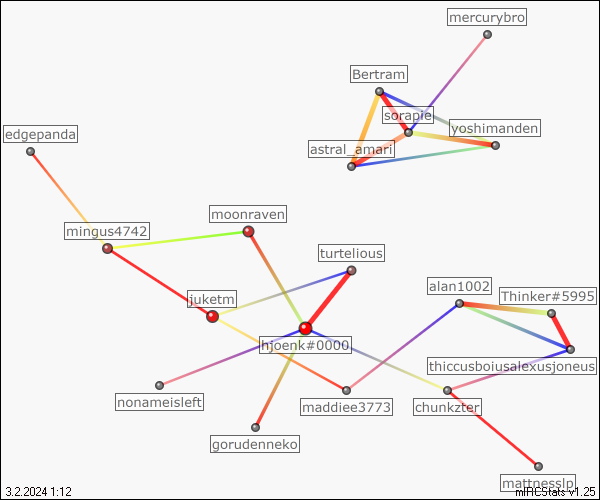 mercurybro
Bertram
sorapie
yoshimanden
edgepanda
astral_amari
moonraven
mingus4742
turtelious
alan1002
Thinker#5995
juketm
hjoenk#0000
thiccusboiusalexusjoneus
nonameisleft
maddiee3773
chunkzter
gorudenneko
mattnesslp
3.2.2024 1:12
mIRCStats v1.25